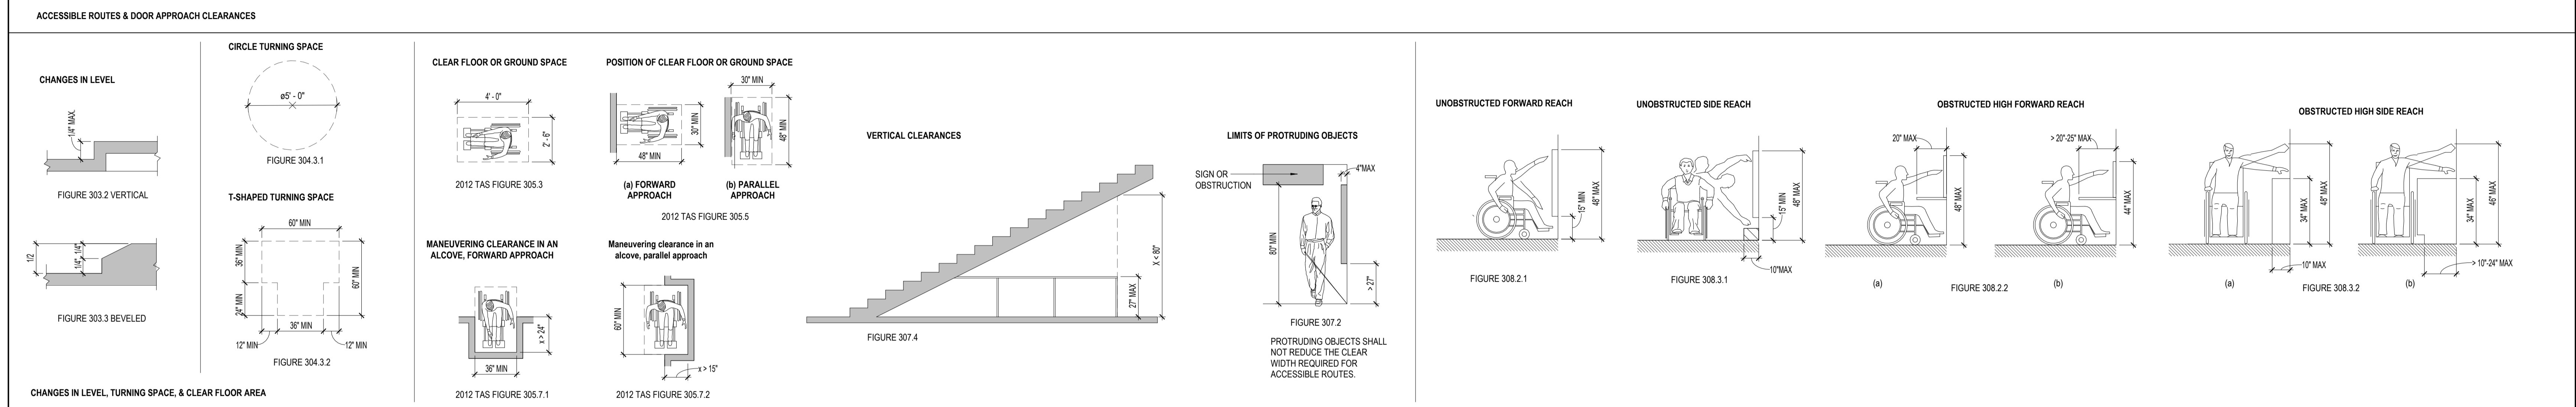 ACCESSIBLE ROUTES & DOOR APPROACH CLEARANCES
CHANGES IN LEVEL
1/4" MAX
FIGURE 303.2 VERTICAL
1/2
1/4"
1/4"
FIGURE 303.3 BEVELED
CHANGES IN LEVEL, TURNING SPACE, & CLEAR FLOOR AREA
CIRCLE TURNING SPACE
ø5' - 0"
FIGURE 304.3.1
T-SHAPED TURNING SPACE
60" MIN
36" MIN
24" MIN
60" MIN
36" MIN
12" MIN
12" MIN
FIGURE 304.3.2
CLEAR FLOOR OR GROUND SPACE
4' - 0"
2' - 6"
2012 TAS FIGURE 305.3
POSITION OF CLEAR FLOOR OR GROUND SPACE
30" MIN
30" MIN
48" MIN
48" MIN
(a) FORWARD
APPROACH
(b) PARALLEL
APPROACH
2012 TAS FIGURE 305.5
MANEUVERING CLEARANCE IN AN
ALCOVE, FORWARD APPROACH
x > 24"
36" MIN
2012 TAS FIGURE 305.7.1
Maneuvering clearance in an
alcove, parallel approach
60" MIN
x > 15"
2012 TAS FIGURE 305.7.2
VERTICAL CLEARANCES
X < 80"
27" MAX
FIGURE 307.4
LIMITS OF PROTRUDING OBJECTS
4"MAX
SIGN OR
OBSTRUCTION
80" MIN
> 27"
FIGURE 307.2
PROTRUDING OBJECTS SHALL
NOT REDUCE THE CLEAR
WIDTH REQUIRED FOR
ACCESSIBLE ROUTES.
UNOBSTRUCTED FORWARD REACH
15" MIN
48" MAX
FIGURE 308.2.1
UNOBSTRUCTED SIDE REACH
15" MIN
48" MAX
10"MAX
FIGURE 308.3.1
OBSTRUCTED HIGH FORWARD REACH
20" MAX
48" MAX
> 20"-25" MAX
44" MAX
(a)
FIGURE 308.2.2
(b)
OBSTRUCTED HIGH SIDE REACH
34" MAX
48" MAX
10" MAX
34" MAX
46" MAX
> 10"-24" MAX
(a)
FIGURE 308.3.2
(b)